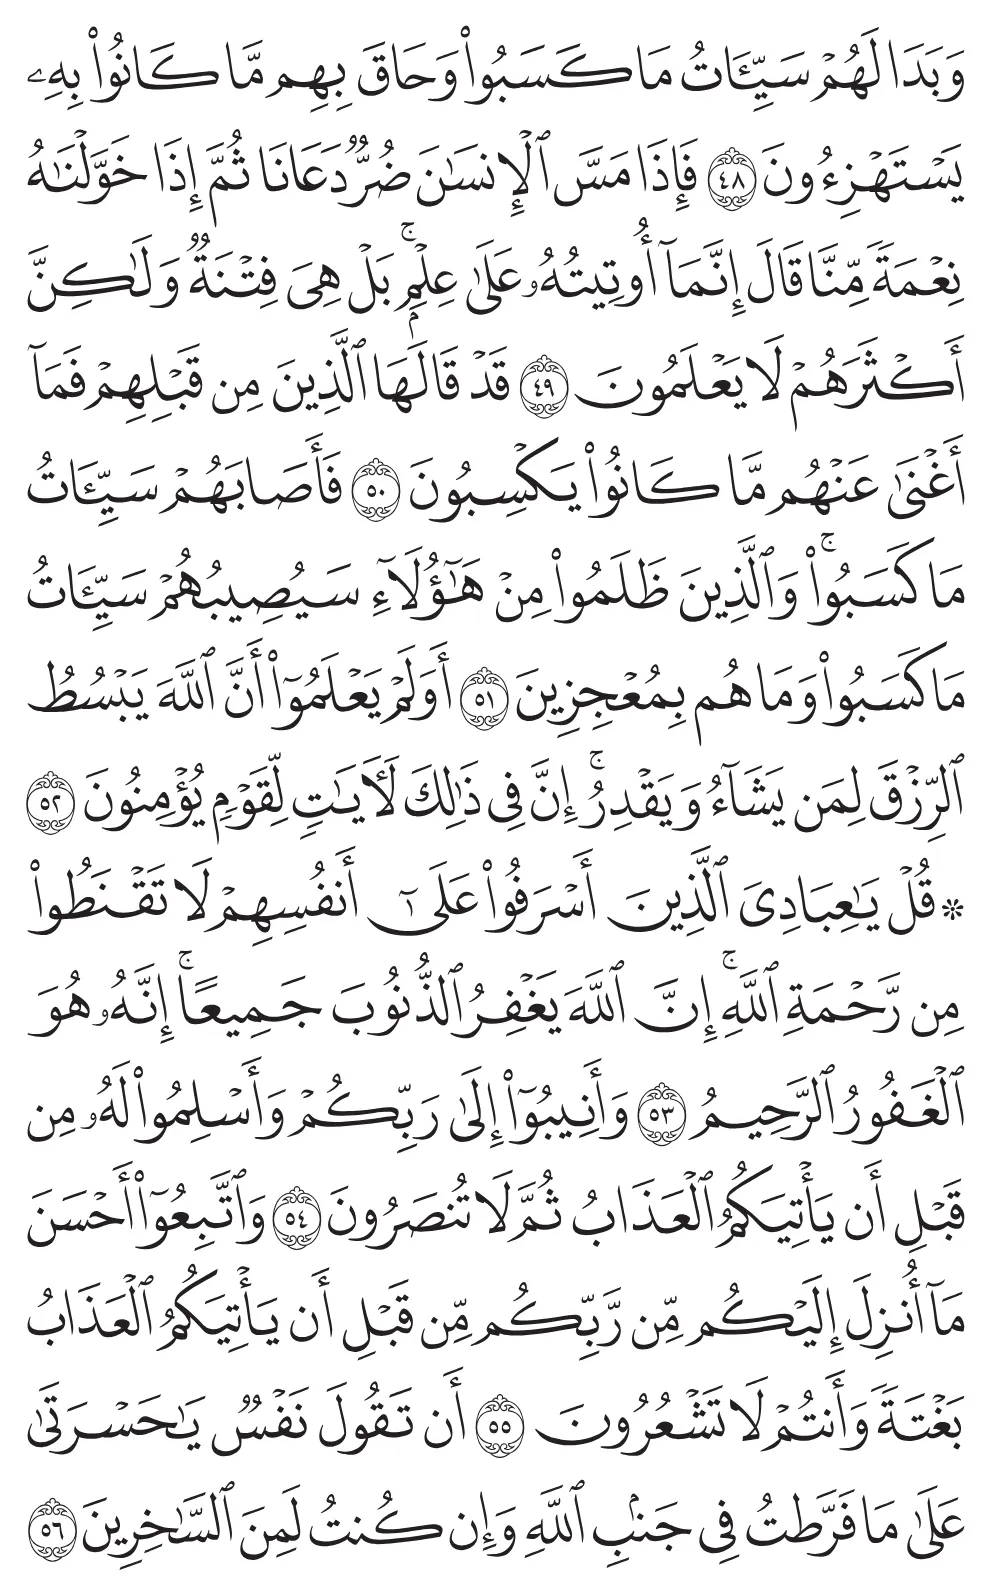 وَبَدَا لَهُمْ سَيِّـَٔاتُ مَا كَسَبُوا۟ وَحَاقَ بِهِم مَّا كَانُوا۟ بِهِۦ
يَسْتَهْزِءُونَ ٤٨ فَإِذَا مَسَّ ٱلْإِنسَـٰنَ ضُرٌّ دَعَانَا ثُمَّ إِذَا خَوَّلْنَـٰهُ
نِعْمَةً مِّنَّا قَالَ إِنَّمَآ أُوتِيتُهُۥ عَلَىٰ عِلْمٍۭ ۚ بَلْ هِىَ فِتْنَةٌ وَلَـٰكِنَّ
أَكْثَرَهُمْ لَا يَعْلَمُونَ ٤٩ قَدْ قَالَهَا ٱلَّذِينَ مِن قَبْلِهِمْ فَمَآ
أَغْنَىٰ عَنْهُم مَّا كَانُوا۟ يَكْسِبُونَ ٥٠ فَأَصَابَهُمْ سَيِّـَٔاتُ
مَا كَسَبُوا۟ ۚ وَٱلَّذِينَ ظَلَمُوا۟ مِنْ هَـٰٓؤُلَآءِ سَيُصِيبُهُمْ سَيِّـَٔاتُ
مَا كَسَبُوا۟ وَمَا هُم بِمُعْجِزِينَ ٥١ أَوَلَمْ يَعْلَمُوٓا۟ أَنَّ ٱللَّهَ يَبْسُطُ
ٱلرِّزْقَ لِمَن يَشَآءُ وَيَقْدِرُ ۚ إِنَّ فِى ذَٰلِكَ لَـَٔايَـٰتٍ لِّقَوْمٍ يُؤْمِنُونَ ٥٢
* قُلْ يَـٰعِبَادِىَ ٱلَّذِينَ أَسْرَفُوا۟ عَلَىٰٓ أَنفُسِهِمْ لَا تَقْنَطُوا۟
مِن رَّحْمَةِ ٱللَّهِ ۚ إِنَّ ٱللَّهَ يَغْفِرُ ٱلذُّنُوبَ جَمِيعًا ۚ إِنَّهُۥ هُوَ
ٱلْغَفُورُ ٱلرَّحِيمُ ٥٣ وَأَنِيبُوٓا۟ إِلَىٰ رَبِّكُمْ وَأَسْلِمُوا۟ لَهُۥ مِن
قَبْلِ أَن يَأْتِيَكُمُ ٱلْعَذَابُ ثُمَّ لَا تُنصَرُونَ ٥٤ وَٱتَّبِعُوٓا۟ أَحْسَنَ
مَآ أُنزِلَ إِلَيْكُم مِّن رَّبِّكُم مِّن قَبْلِ أَن يَأْتِيَكُمُ ٱلْعَذَابُ
بَغْتَةً وَأَنتُمْ لَا تَشْعُرُونَ ٥٥ أَن تَقُولَ نَفْسٌ يَـٰحَسْرَتَىٰ
عَلَىٰ مَا فَرَّطتُ فِى جَنۢبِ ٱللَّهِ وَإِن كُنتُ لَمِنَ ٱلسَّـٰخِرِينَ ٥٦